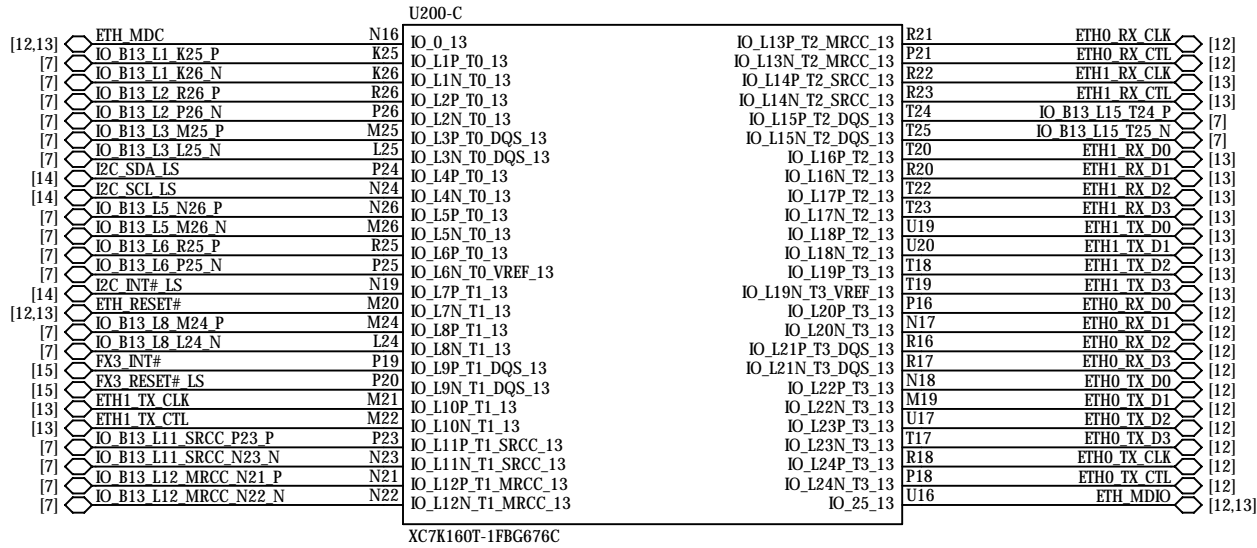 U200-C
[12,13] ETH_MDC N16 IO_0_13 IO_L13P_T2_MRCC_13 R21 ETH0_RX_CLK [12]
[7] IO_B13_L1_K25_P K25 IO_L1P_T0_13 IO_L13N_T2_MRCC_13 P21 ETH0_RX_CTL [12]
[7] IO_B13_L1_K26_N K26 IO_L1N_T0_13 IO_L14P_T2_SRCC_13 R22 ETH1_RX_CLK [13]
[7] IO_B13_L2_R26_P R26 IO_L2P_T0_13 IO_L14N_T2_SRCC_13 R23 ETH1_RX_CTL [13]
[7] IO_B13_L2_P26_N P26 IO_L2N_T0_13 IO_L15P_T2_DQS_13 T24 IO_B13_L15_T24_P [7]
[7] IO_B13_L3_M25_P M25 IO_L3P_T0_DQS_13 IO_L15N_T2_DQS_13 T25 IO_B13_L15_T25_N [7]
[7] IO_B13_L3_L25_N L25 IO_L3N_T0_DQS_13 IO_L16P_T2_13 T20 ETH1_RX_D0 [13]
[14] I2C_SDA_LS P24 IO_L4P_T0_13 IO_L16N_T2_13 R20 ETH1_RX_D1 [13]
[14] I2C_SCL_LS N24 IO_L4N_T0_13 IO_L17P_T2_13 T22 ETH1_RX_D2 [13]
[7] IO_B13_L5_N26_P N26 IO_L5P_T0_13 IO_L17N_T2_13 T23 ETH1_RX_D3 [13]
[7] IO_B13_L5_M26_N M26 IO_L5N_T0_13 IO_L18P_T2_13 U19 ETH1_TX_D0 [13]
[7] IO_B13_L6_R25_P R25 IO_L6P_T0_13 IO_L18N_T2_13 U20 ETH1_TX_D1 [13]
[7] IO_B13_L6_P25_N P25 IO_L6N_T0_VREF_13 IO_L19P_T3_13 T18 ETH1_TX_D2 [13]
[14] I2C_INT#_LS N19 IO_L7P_T1_13 IO_L19N_T3_VREF_13 T19 ETH1_TX_D3 [13]
[12,13] ETH_RESET# M20 IO_L7N_T1_13 IO_L20P_T3_13 P16 ETH0_RX_D0 [12]
[7] IO_B13_L8_M24_P M24 IO_L8P_T1_13 IO_L20N_T3_13 N17 ETH0_RX_D1 [12]
[7] IO_B13_L8_L24_N L24 IO_L8N_T1_13 IO_L21P_T3_DQS_13 R16 ETH0_RX_D2 [12]
[15] FX3_INT# P19 IO_L9P_T1_DQS_13 IO_L21N_T3_DQS_13 R17 ETH0_RX_D3 [12]
[15] FX3_RESET#_LS P20 IO_L9N_T1_DQS_13 IO_L22P_T3_13 N18 ETH0_TX_D0 [12]
[13] ETH1_TX_CLK M21 IO_L10P_T1_13 IO_L22N_T3_13 M19 ETH0_TX_D1 [12]
[13] ETH1_TX_CTL M22 IO_L10N_T1_13 IO_L23P_T3_13 U17 ETH0_TX_D2 [12]
[7] IO_B13_L11_SRCC_P23_P P23 IO_L11P_T1_SRCC_13 IO_L23N_T3_13 T17 ETH0_TX_D3 [12]
[7] IO_B13_L11_SRCC_N23_N N23 IO_L11N_T1_SRCC_13 IO_L24P_T3_13 R18 ETH0_TX_CLK [12]
[7] IO_B13_L12_MRCC_N21_P N21 IO_L12P_T1_MRCC_13 IO_L24N_T3_13 P18 ETH0_TX_CTL [12]
[7] IO_B13_L12_MRCC_N22_N N22 IO_L12N_T1_MRCC_13 IO_25_13 U16 ETH_MDIO [12,13]
XC7K160T-1FBG676C